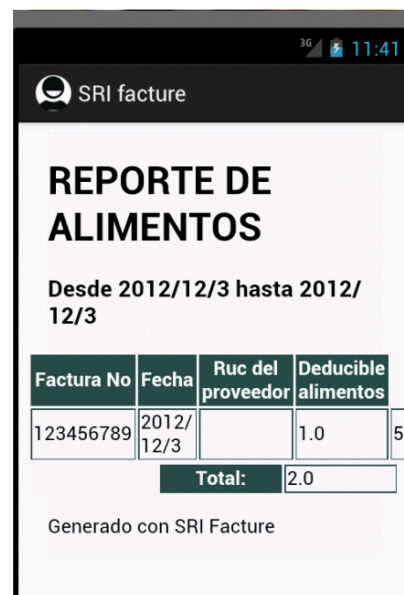 3G 11:41
SRI facture
REPORTE DE
ALIMENTOS
Desde 2012/12/3 hasta 2012/
12/3
Factura No Fecha Ruc del proveedor Deducible alimentos
123456789 2012/12/3 1.0 5
Total: 2.0
Generado con SRI Facture